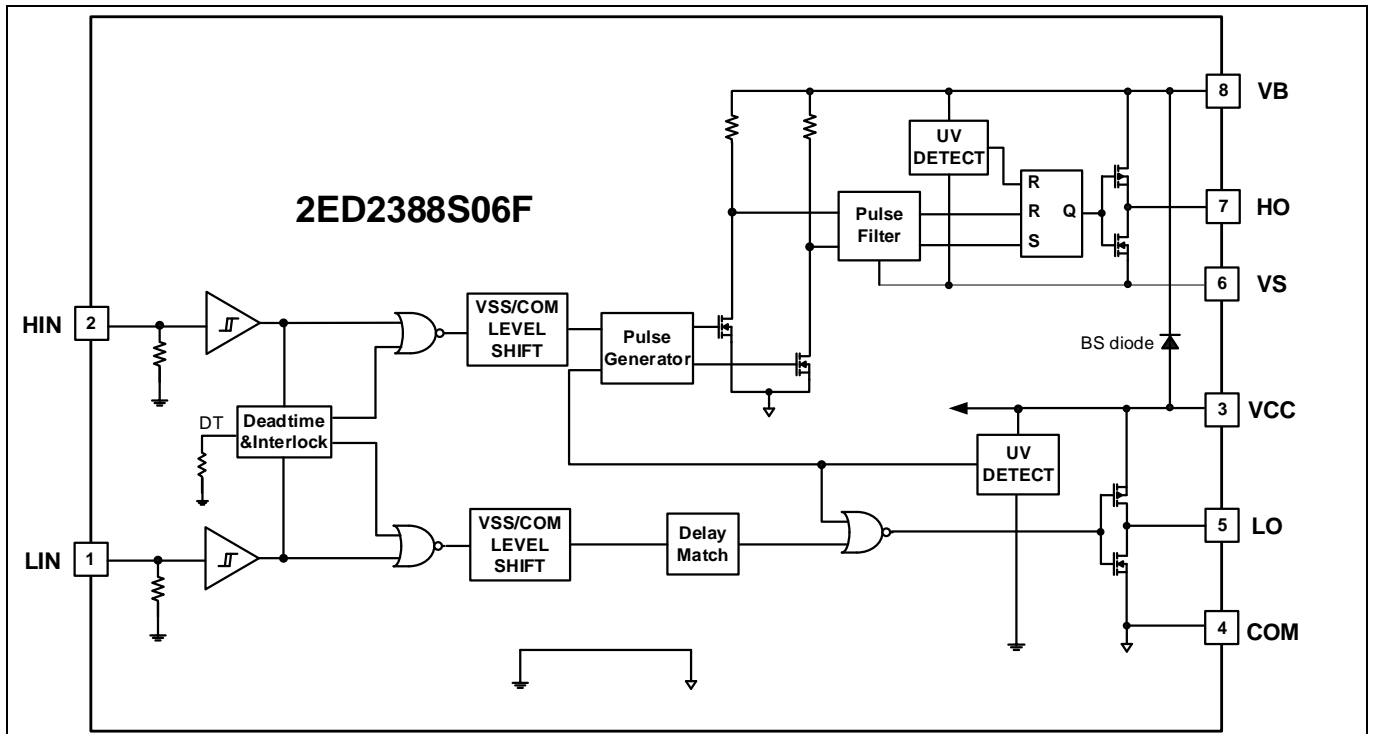 2ED2388S06F
8
VB
UV
DETECT
R
R
Q
S
Pulse
Filter
7
HO
6
VS
HIN
2
VSS/COM
LEVEL
SHIFT
Pulse
Generator
BS diode
DT
Deadtime
&Interlock
3
VCC
UV
DETECT
LIN
1
VSS/COM
LEVEL
SHIFT
Delay
Match
5
LO
4
COM